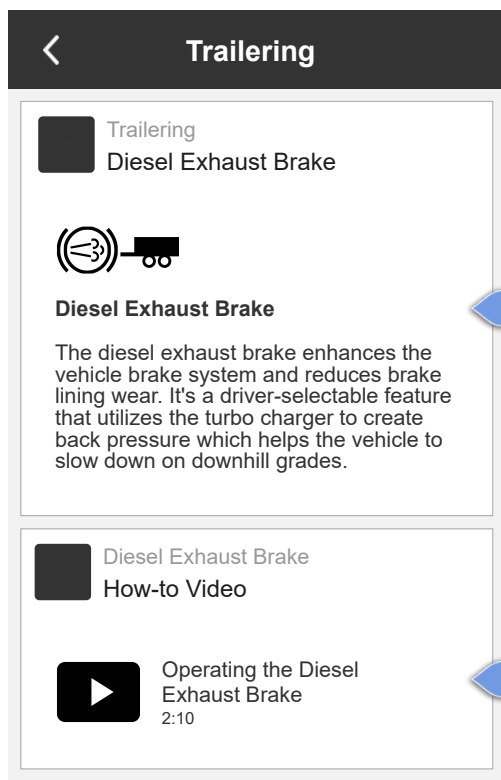 Trailering
Trailering
Diesel Exhaust Brake
Diesel Exhaust Brake
The diesel exhaust brake enhances the
vehicle brake system and reduces brake
lining wear. It's a driver-selectable feature
that utilizes the turbo charger to create
back pressure which helps the vehicle to
slow down on downhill grades.
Diesel Exhaust Brake
How-to Video
Operating the Diesel
Exhaust Brake
2:10